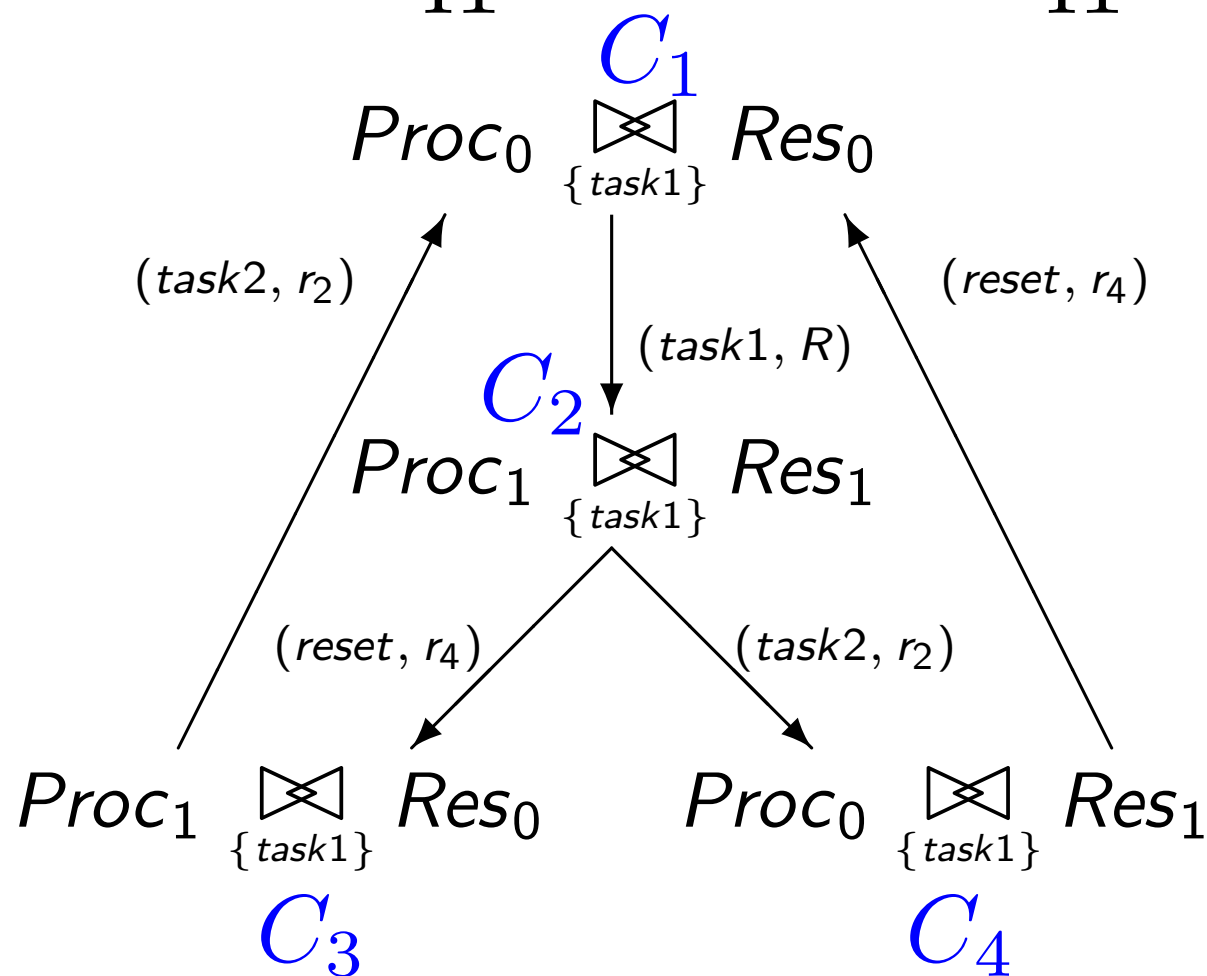 C₁
Proc₀ ⋈ Res₀
{task1}
(task2, r₂) (reset, r₄)
(task1, R)
C₂
Proc₁ ⋈ Res₁
{task1}
(reset, r₄) (task2, r₂)
Proc₁ ⋈ Res₀ Proc₀ ⋈ Res₁
{task1} {task1}
C₃ C₄